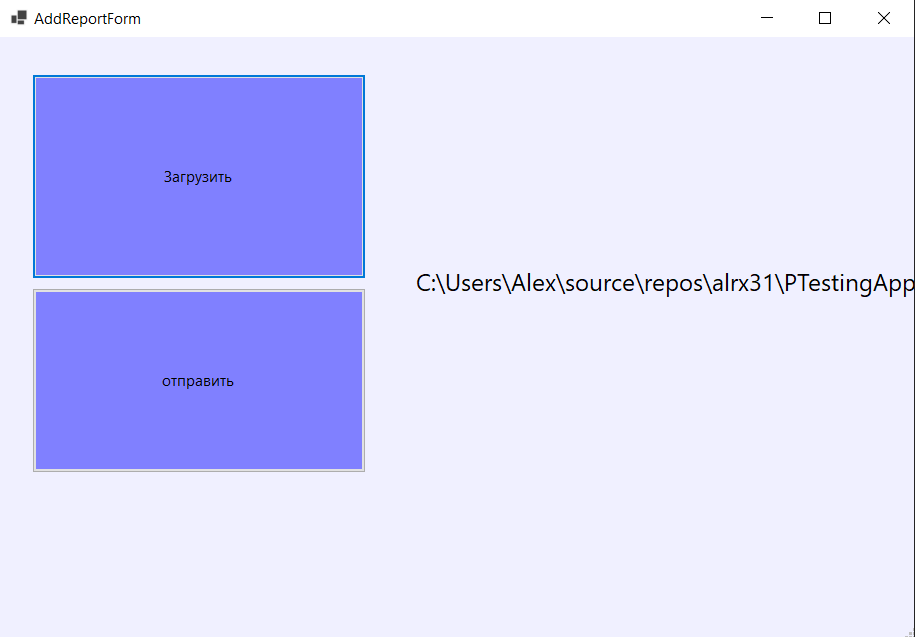 AddReportForm
Загрузить
C:\Users\Alex\source\repos\alrx31\PTestingApp
отправить